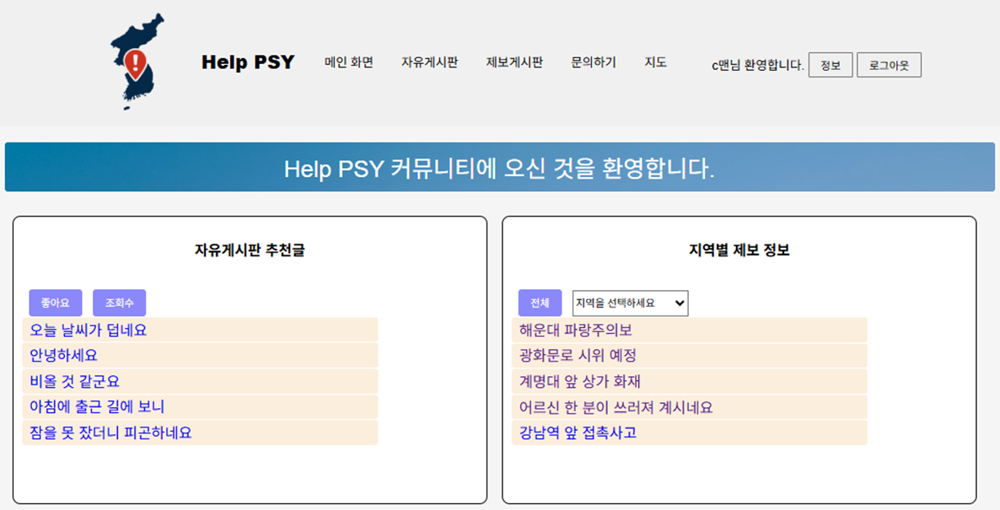 Help PSY 메인 화면 자유게시판 제보게시판 문의하기 지도 c맨님 환영합니다. 정보 로그아웃
Help PSY 커뮤니티에 오신 것을 환영합니다.
자유게시판 추천글
좋아요 조회수
오늘 날씨가 덥네요
안녕하세요
비올 것 같군요
아침에 출근 길에 보니
잠을 못 잤더니 피곤하네요
지역별 제보 정보
전체 지역을 선택하세요
해운대 파랑주의보
광화문로 시위 예정
계명대 앞 상가 화재
어르신 한 분이 쓰러져 계시네요
강남역 앞 접촉사고